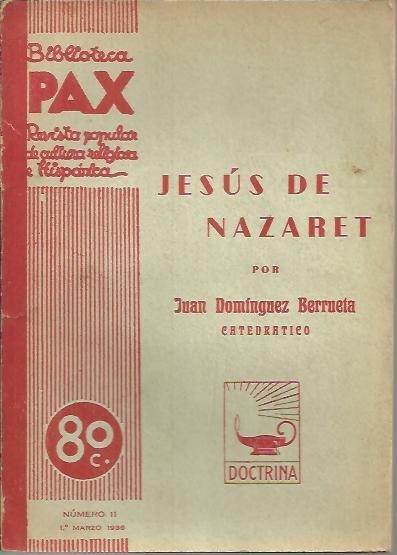 Biblioteca
PAX
Revista popular
de cultura religiosa
e Hispánica
JESÚS DE
NAZARET
POR
Juan Domínguez Berrueta
CATEDRATICO
80
c.
DOCTRINA
NÚMERO 11
1.º MARZO 1936